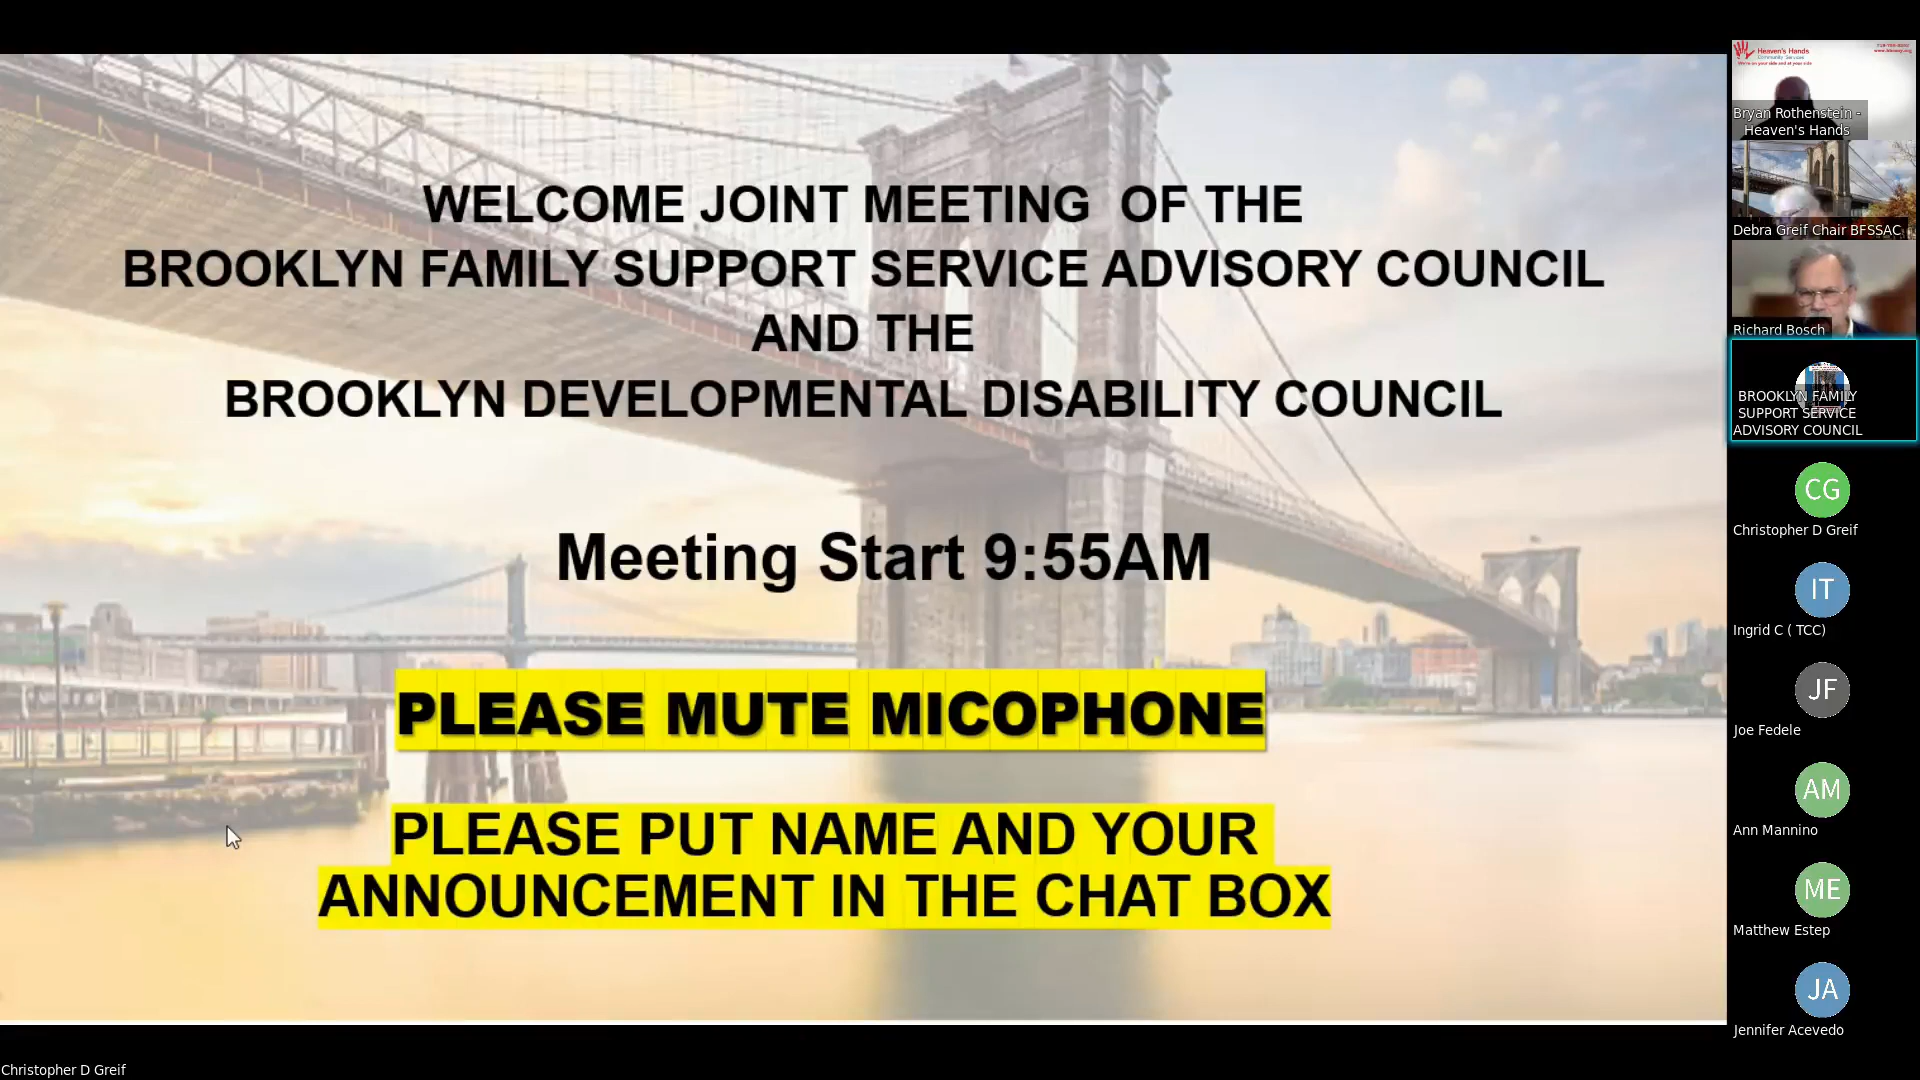 WELCOME JOINT MEETING OF THE
BROOKLYN FAMILY SUPPORT SERVICE ADVISORY COUNCIL
AND THE
BROOKLYN DEVELOPMENTAL DISABILITY COUNCIL
Meeting Start 9:55AM
PLEASE MUTE MICOPHONE
PLEASE PUT NAME AND YOUR
ANNOUNCEMENT IN THE CHAT BOX
Heaven's Hands
Community Services
Bryan Rothenstein -
Heaven's Hands
Debra Greif Chair BFSSAC
Richard Bosch
BROOKLYN FAMILY
SUPPORT SERVICE
ADVISORY COUNCIL
CG
Christopher D Greif
IT
Ingrid C ( TCC)
JF
Joe Fedele
AM
Ann Mannino
ME
Matthew Estep
JA
Jennifer Acevedo
Christopher D Greif